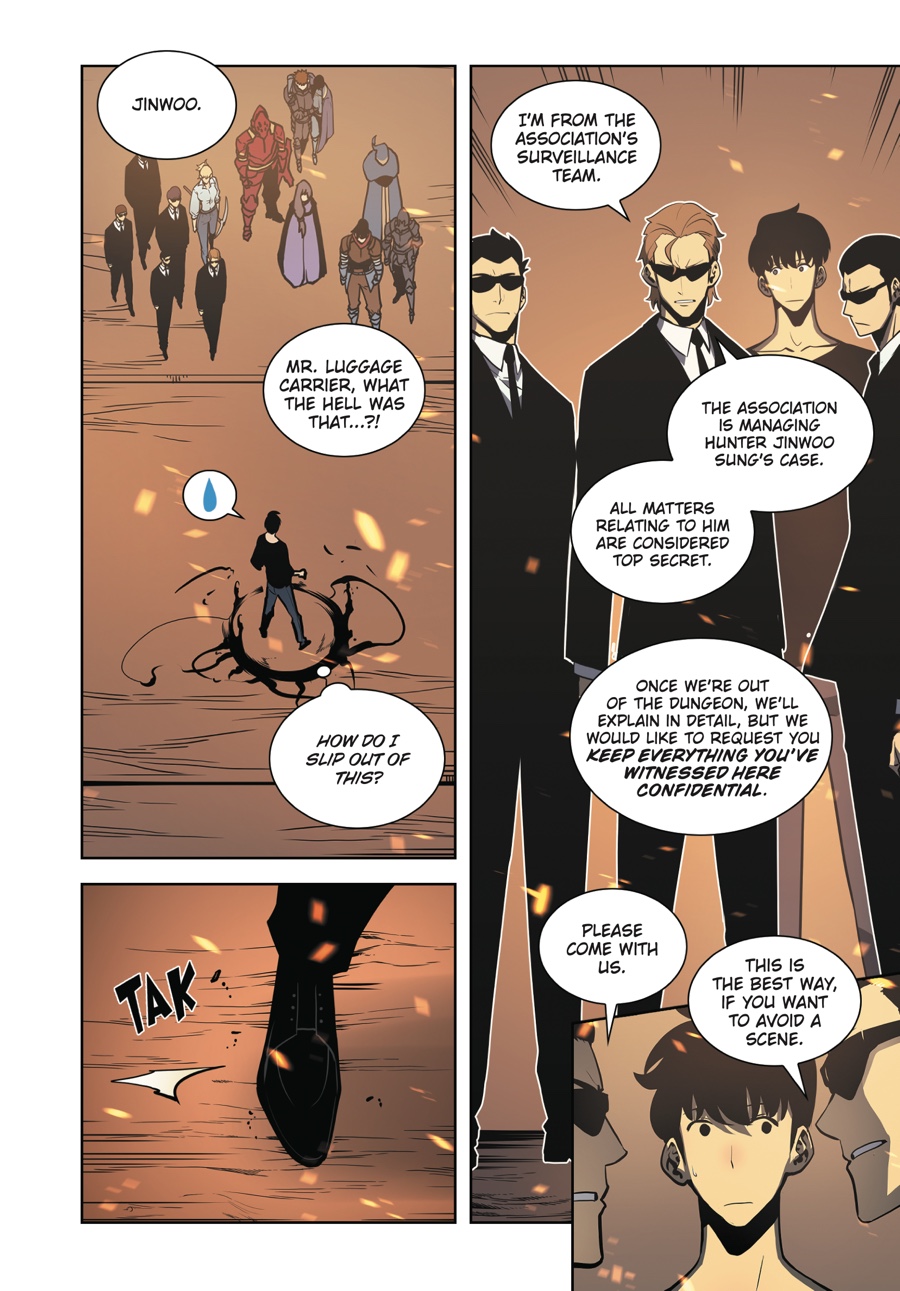 JINWOO.
MR. LUGGAGE
CARRIER, WHAT
THE HELL WAS
THAT...?!
HOW DO I
SLIP OUT OF
THIS?
TAK
I'M FROM THE
ASSOCIATION'S
SURVEILLANCE
TEAM.
THE ASSOCIATION
IS MANAGING
HUNTER JINWOO
SUNG'S CASE.
ALL MATTERS
RELATING TO HIM
ARE CONSIDERED
TOP SECRET.
ONCE WE'RE OUT
OF THE DUNGEON, WE'LL
EXPLAIN IN DETAIL, BUT WE
WOULD LIKE TO REQUEST YOU
KEEP EVERYTHING YOU'VE
WITNESSED HERE
CONFIDENTIAL.
PLEASE
COME WITH
US.
THIS IS
THE BEST WAY,
IF YOU WANT
TO AVOID A
SCENE.